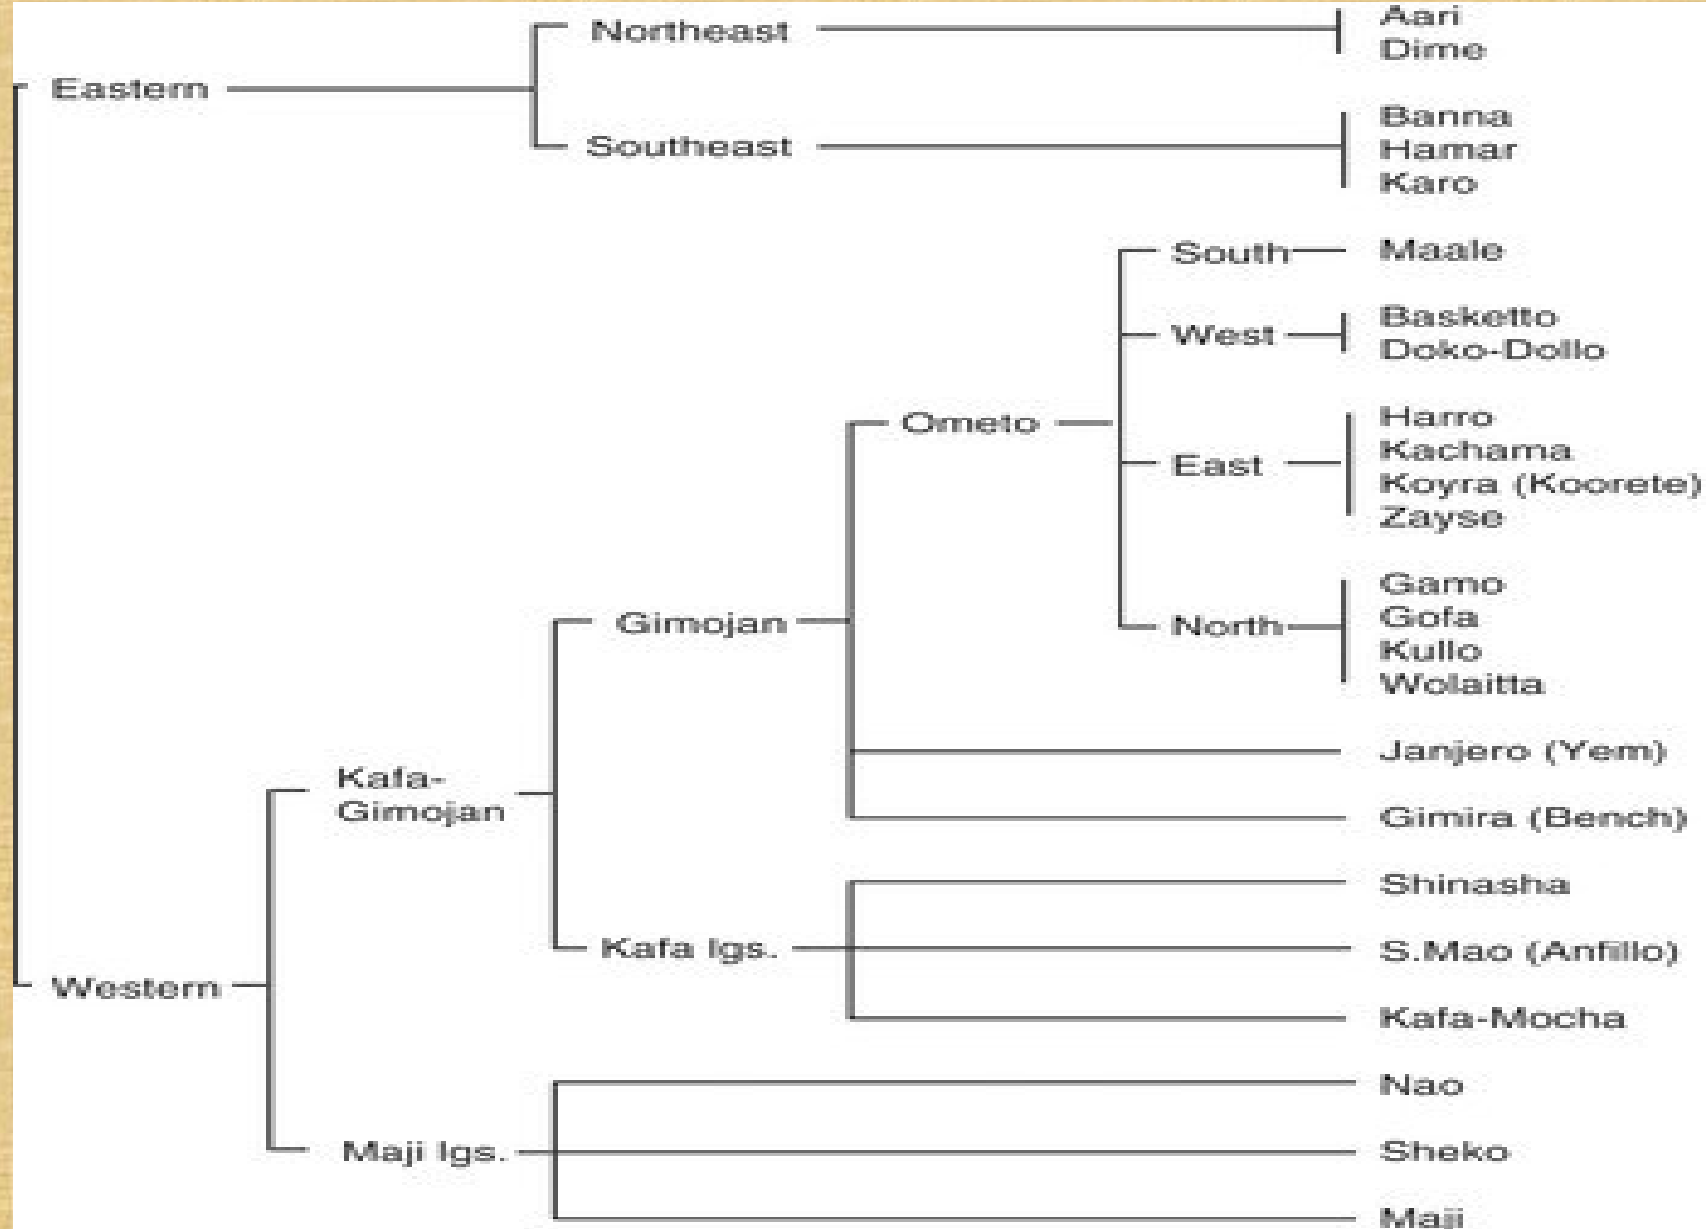 Northeast
Aari
Dime
Eastern
Southeast
Banna
Hamar
Karo
South
Maale
West
Basketto
Doko-Dollo
Ometo
East
Harro
Kachama
Koyra (Koorete)
Zayse
Gimojan
North
Gamo
Gofa
Kullo
Wolaitta
Janjero (Yem)
Kafa-
Gimojan
Gimira (Bench)
Shinasha
Kafa lgs.
S.Mao (Anfillo)
Western
Kafa-Mocha
Nao
Maji lgs.
Sheko
Maji